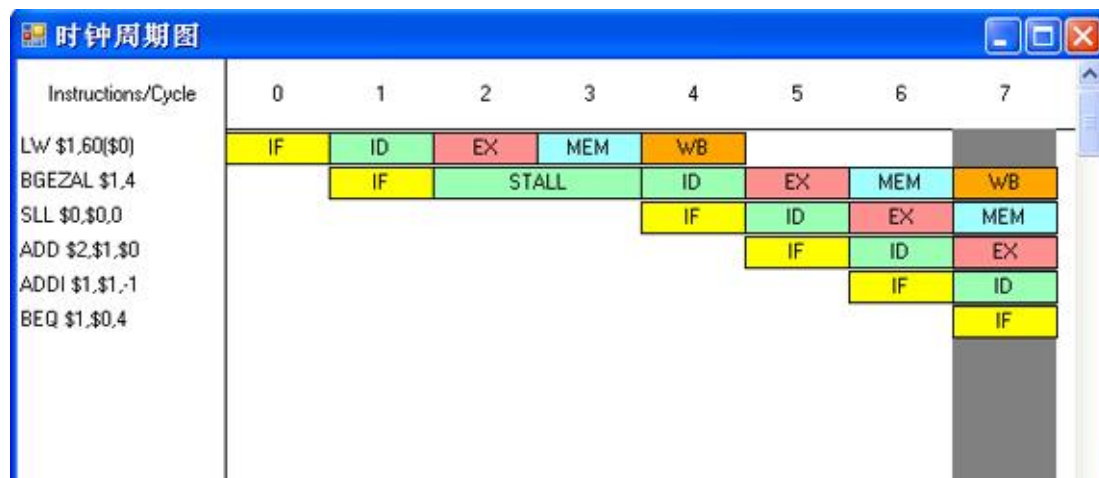 时钟周期图
Instructions/Cycle 0 1 2 3 4 5 6 7
LW $1,60($0) IF ID EX MEM WB
BGEZAL $1,4 IF STALL ID EX MEM WB
SLL $0,$0,0 IF ID EX MEM
ADD $2,$1,$0 IF ID EX
ADDI $1,$1,-1 IF ID
BEQ $1,$0,4 IF